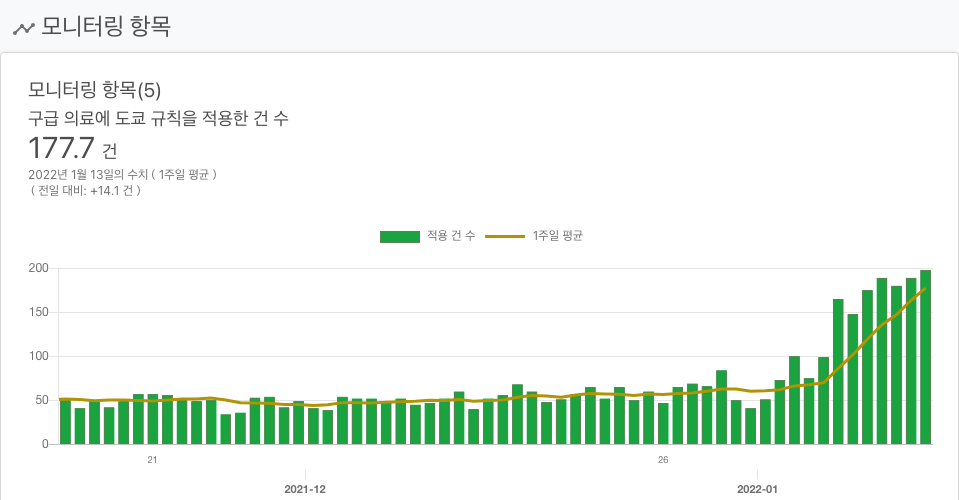 모니터링 항목
모니터링 항목(5)
구급 의료에 도쿄 규칙을 적용한 건 수
177.7 건
2022년 1월 13일의 수치 ( 1주일 평균 )
( 전일 대비: +14.1 건 )
적용 건 수 1주일 평균
200
150
100
50
0
21 26
2021-12 2022-01